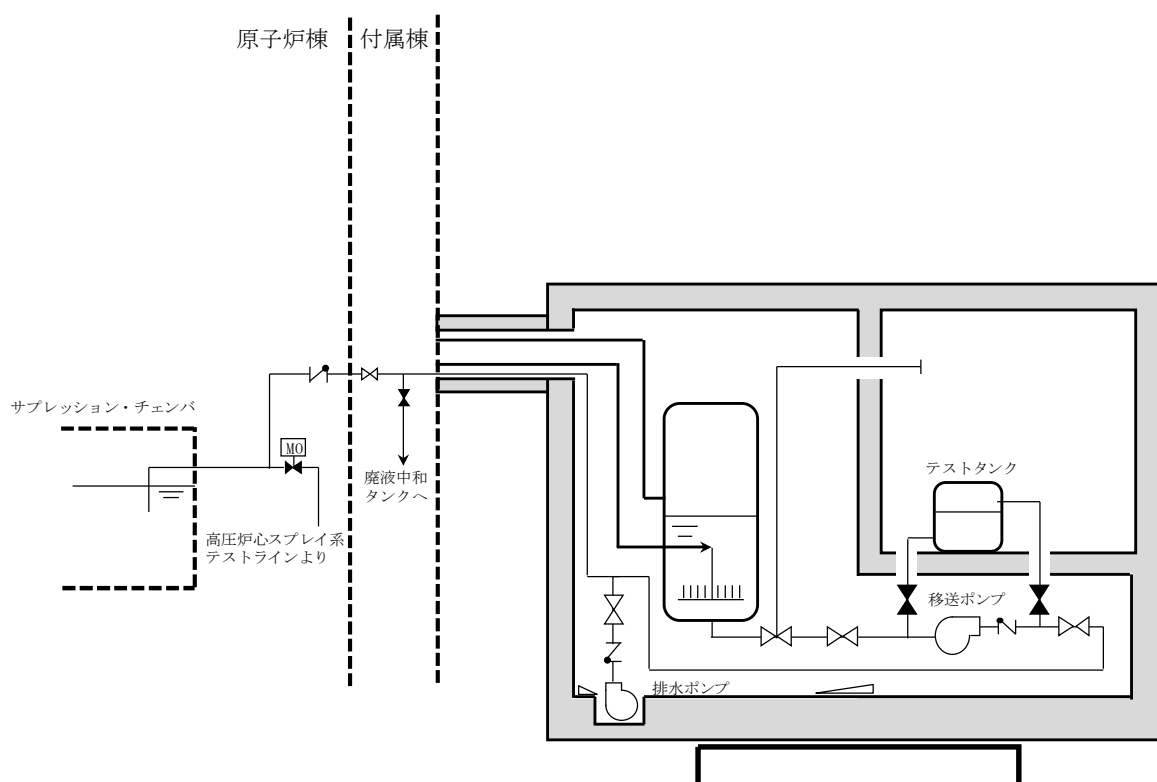 原子炉棟
付属棟
サプレッション・チェンバ
MO
高圧炉心スプレイ系
テストラインより
廃液中和
タンクへ
テストタンク
移送ポンプ
排水ポンプ